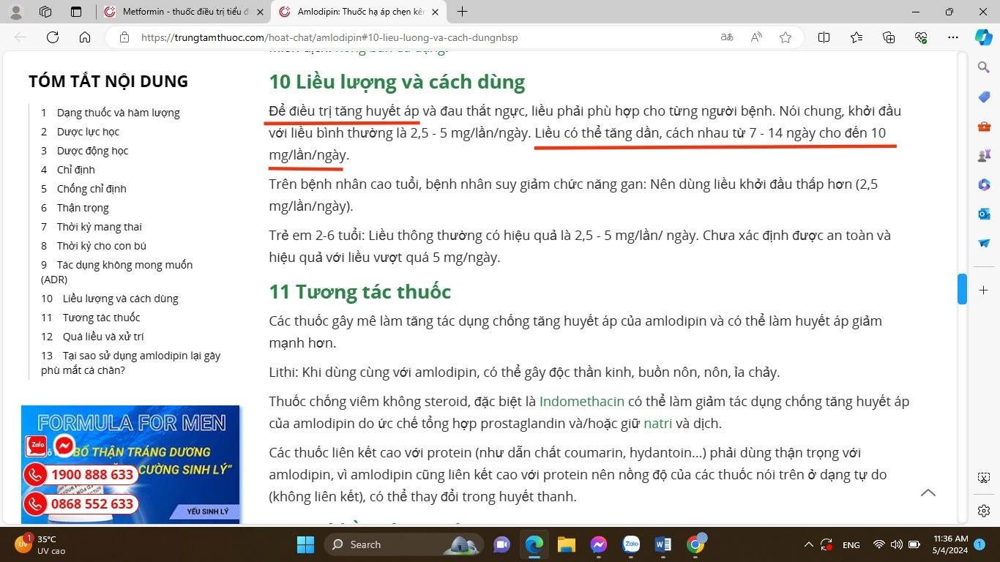 Metformin - thuốc điều trị tiểu đ
Amlodipin: Thuốc hạ áp chẹn kên
https://trungtamthuoc.com/hoat-chat/amlodipin#10-lieu-luong-va-cach-dungnbsp
TÓM TẮT NỘI DUNG
1 Dạng thuốc và hàm lượng
2 Dược lực học
3 Dược động học
4 Chỉ định
5 Chống chỉ định
6 Thận trọng
7 Thời kỳ mang thai
8 Thời kỳ cho con bú
9 Tác dụng không mong muốn
(ADR)
10 Liều lượng và cách dùng
11 Tương tác thuốc
12 Quá liều và xử trí
13 Tại sao sử dụng amlodipin lại gây
phù mắt cá chân?
FORMULA FOR MEN
Zalo
BỔ THẬN TRÁNG DƯƠNG
CƯỜNG SINH LÝ”
1900 888 633
0868 552 633
YẾU SINH LÝ
10 Liều lượng và cách dùng
Để điều trị tăng huyết áp và đau thắt ngực, liều phải phù hợp cho từng người bệnh. Nói chung, khởi đầu
với liều bình thường là 2,5 - 5 mg/lần/ngày. Liều có thể tăng dần, cách nhau từ 7 - 14 ngày cho đến 10
mg/lần/ngày.
Trên bệnh nhân cao tuổi, bệnh nhân suy giảm chức năng gan: Nên dùng liều khởi đầu thấp hơn (2,5
mg/lần/ngày).
Trẻ em 2-6 tuổi: Liều thông thường có hiệu quả là 2,5 - 5 mg/lần/ ngày. Chưa xác định được an toàn và
hiệu quả với liều vượt quá 5 mg/ngày.
11 Tương tác thuốc
Các thuốc gây mê làm tăng tác dụng chống tăng huyết áp của amlodipin và có thể làm huyết áp giảm
mạnh hơn.
Lithi: Khi dùng cùng với amlodipin, có thể gây độc thần kinh, buồn nôn, nôn, ỉa chảy.
Thuốc chống viêm không steroid, đặc biệt là Indomethacin có thể làm giảm tác dụng chống tăng huyết áp
của amlodipin do ức chế tổng hợp prostaglandin và/hoặc giữ natri và dịch.
Các thuốc liên kết cao với protein (như dẫn chất coumarin, hydantoin...) phải dùng thận trọng với
amlodipin, vì amlodipin cũng liên kết cao với protein nên nồng độ của các thuốc nói trên ở dạng tự do
(không liên kết), có thể thay đổi trong huyết thanh.
35°C
UV cao
Search
Zalo
ENG
11:36 AM
5/4/2024